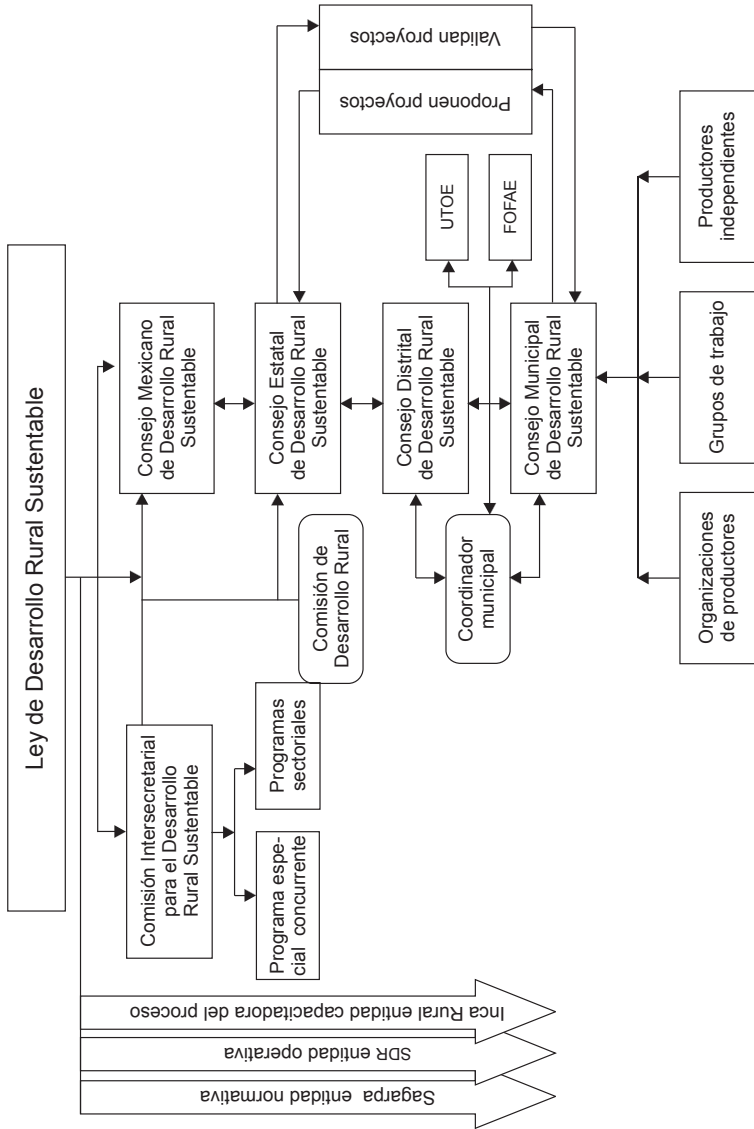 Ley de Desarrollo Rural Sustentable
Comisión Intersecretarial
para el Desarrollo
Rural Sustentable
Consejo Mexicano
de Desarrollo Rural
Sustentable
Programa espe-
cial concurrente
Programas
sectoriales
Comisión de
Desarrollo Rural
Consejo Estatal
de Desarrollo Rural
Sustentable
Proponen proyectos
Validan proyectos
Coordinador
municipal
Consejo Distrital
de Desarrollo Rural
Sustentable
UTOE
FOFAE
Consejo Municipal
de Desarrollo Rural
Sustentable
Organizaciones
de productores
Grupos de trabajo
Productores
independientes
Sagarpa entidad normativa
SDR entidad operativa
Inca Rural entidad capacitadora del proceso